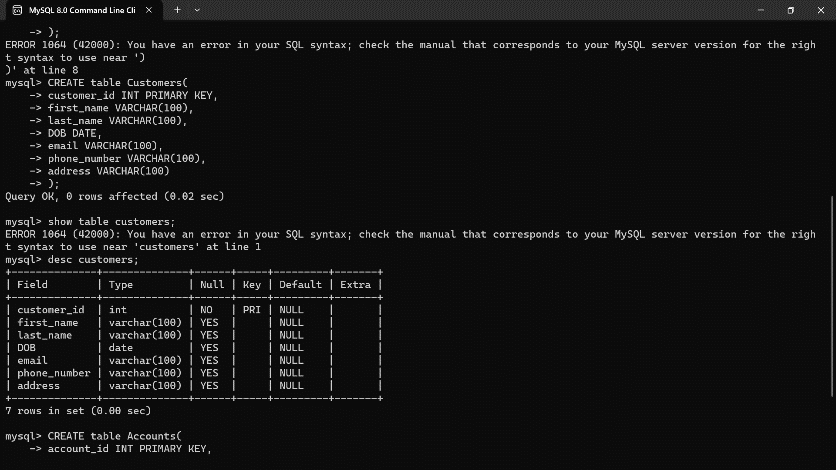 MySQL 8.0 Command Line Cli
    -> );
ERROR 1064 (42000): You have an error in your SQL syntax; check the manual that corresponds to your MySQL server version for the righ
t syntax to use near ')
)' at line 8
mysql> CREATE table Customers(
    -> customer_id INT PRIMARY KEY,
    -> first_name VARCHAR(100),
    -> last_name VARCHAR(100),
    -> DOB DATE,
    -> email VARCHAR(100),
    -> phone_number VARCHAR(100),
    -> address VARCHAR(100)
    -> );
Query OK, 0 rows affected (0.02 sec)
mysql> show table customers;
ERROR 1064 (42000): You have an error in your SQL syntax; check the manual that corresponds to your MySQL server version for the righ
t syntax to use near 'customers' at line 1
mysql> desc customers;
+--------------+--------------+------+-----+---------+-------+
| Field        | Type         | Null | Key | Default | Extra |
+--------------+--------------+------+-----+---------+-------+
| customer_id  | int          | NO   | PRI | NULL    |       |
| first_name   | varchar(100) | YES  |     | NULL    |       |
| last_name    | varchar(100) | YES  |     | NULL    |       |
| DOB          | date         | YES  |     | NULL    |       |
| email        | varchar(100) | YES  |     | NULL    |       |
| phone_number | varchar(100) | YES  |     | NULL    |       |
| address      | varchar(100) | YES  |     | NULL    |       |
+--------------+--------------+------+-----+---------+-------+
7 rows in set (0.00 sec)
mysql> CREATE table Accounts(
    -> account_id INT PRIMARY KEY,